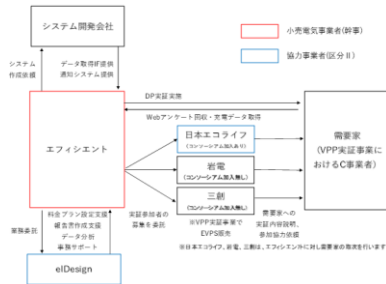 システム開発会社
小売電気事業者(幹事)
協力事業者(区分Ⅱ)
システム
作成依頼
データ取得IF提供
通知システム提供
DP実証実施
Webアンケート回収・充電データ取得
エフィシエント
日本エコライフ
(コンソーシアム加入あり)
岩電
(コンソーシアム加入無し)
三創
(コンソーシアム加入無し)
需要家
(VPP実証事業に
おけるC事業者)
業務委託
料金プラン設定支援
報告書作成支援
データ分析
事務サポート
実証参加者の
募集を委託
※VPP実証事業で
EVPS販売
需要家への
実証内容説明、
参加協力依頼
eIDesign
※日本エコライフ、岩電、三創は、エフィシエントに対し需要家の取次を行います